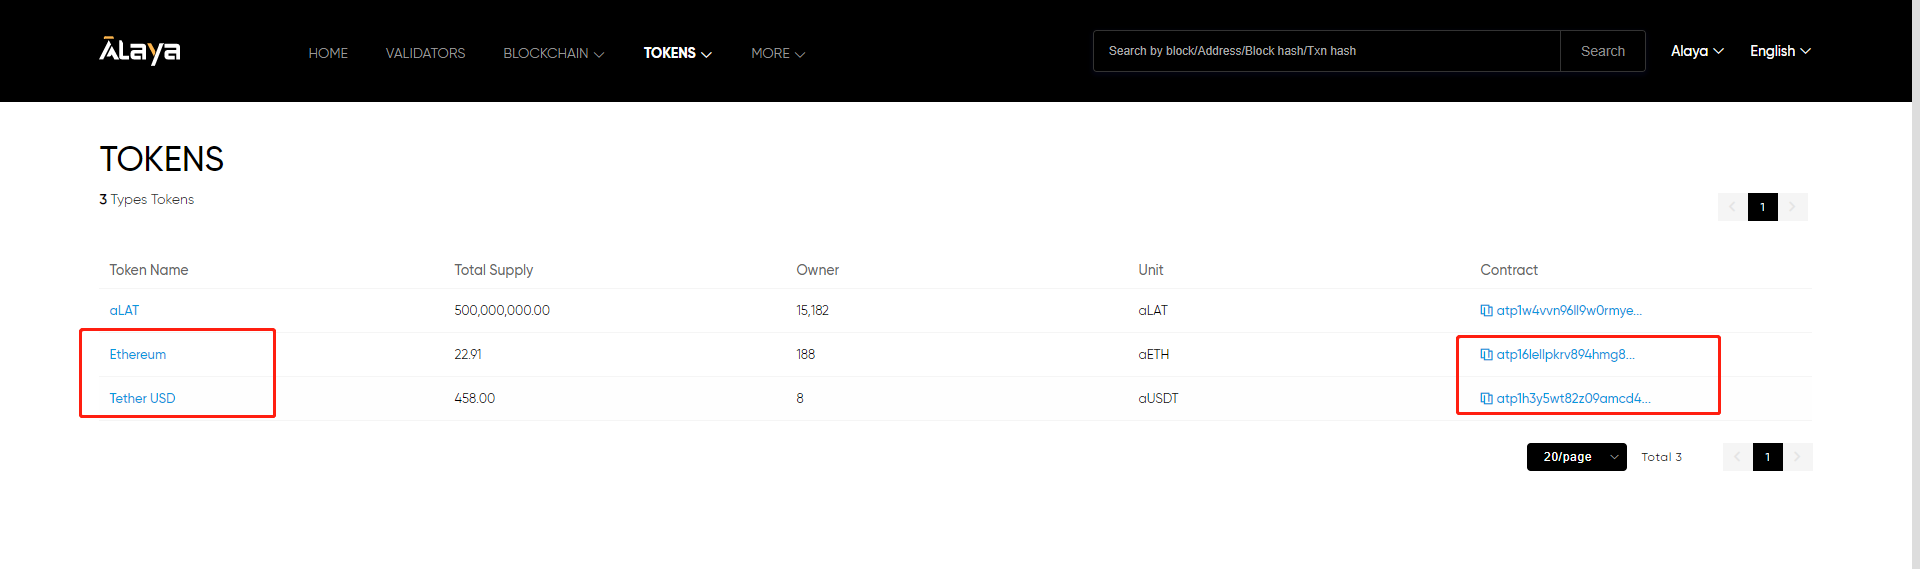 ALaya HOME VALIDATORS BLOCKCHAIN TOKENS MORE Search by block/Address/Block hash/Txn hash Search Alaya English
TOKENS
3 Types Tokens
1
Token Name Total Supply Owner Unit Contract
aLAT 500,000,000.00 15,182 aLAT atp1w4vvn96ll9w0rmye...
Ethereum 22.91 188 aETH atp16lellpkrv894hmg8...
Tether USD 458.00 8 aUSDT atp1h3y5wt82z09amcd4...
20/page Total 3 1